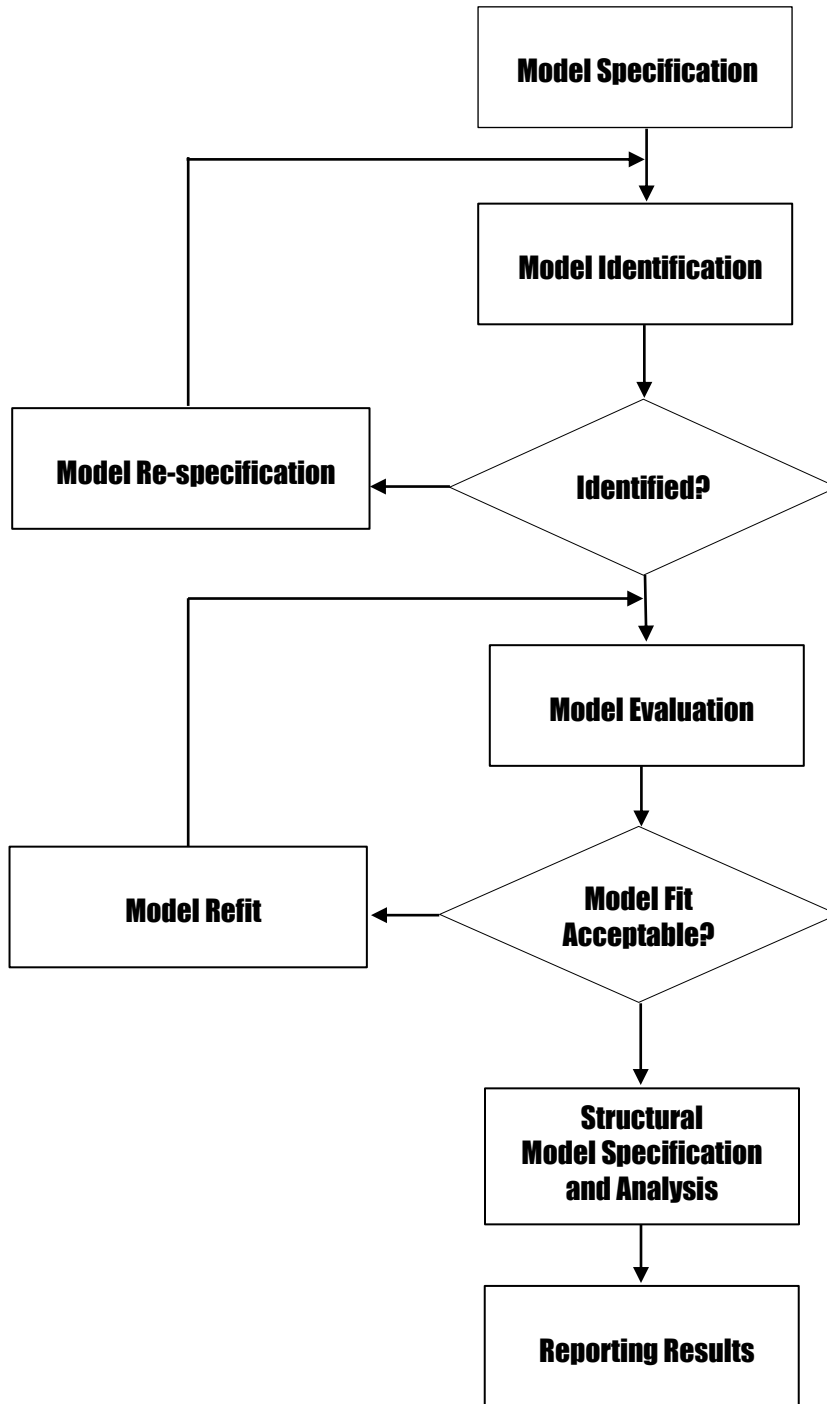 Model Specification
Model Identification
Model Re-specification
Identified?
Model Evaluation
Model Refit
Model Fit
Acceptable?
Structural
Model Specification
and Analysis
Reporting Results